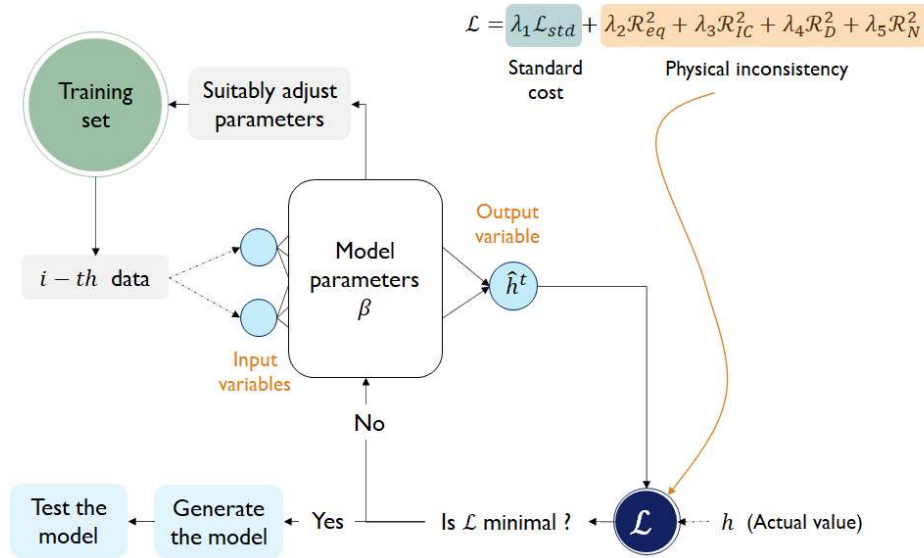 ℒ = λ₁ℒ_std + λ₂ℛ²_eq + λ₃ℛ²_IC + λ₄ℛ²_D + λ₅ℛ²_N
Standard
cost
Physical inconsistency
Training
set
Suitably adjust
parameters
i − th data
Input
variables
Model
parameters
β
Output
variable
ĥᵗ
No
Test the
model
Generate
the model
Yes
Is ℒ minimal ?
ℒ
h (Actual value)